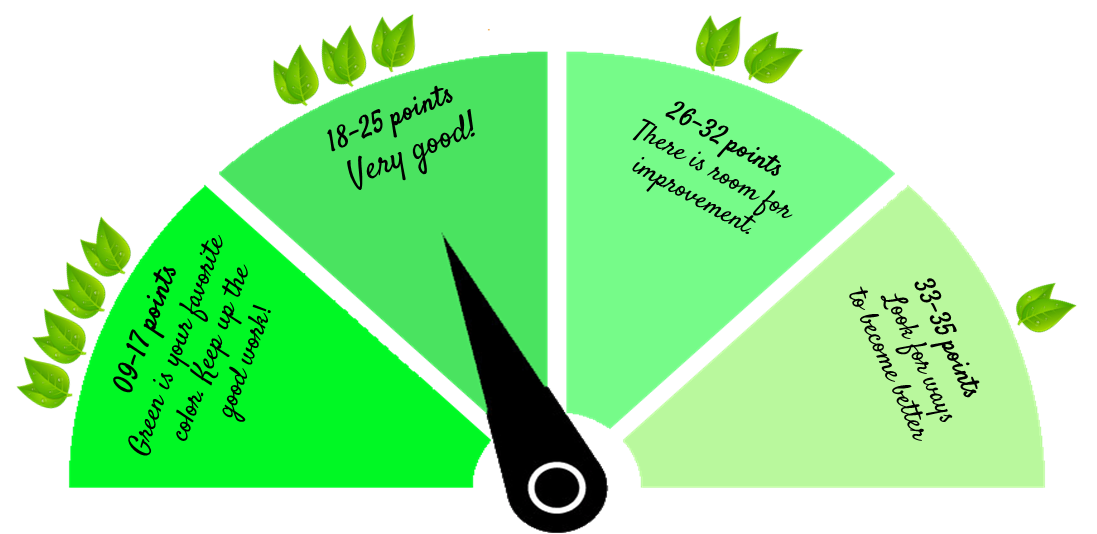 09-17 points
Green is your favorite
color. Keep up the
good work!
18-25 points
Very good!
26-32 points
There is room for
improvement.
33-35 points
Look for ways
to become better